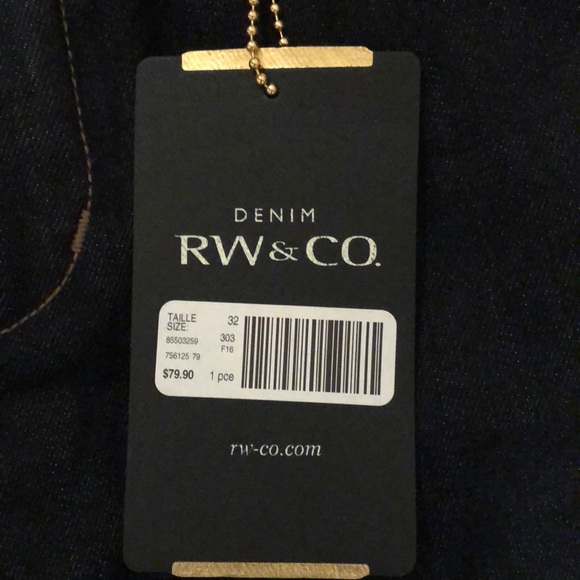 DENIM
RW & CO.
TAILLE 32
SIZE:
85503259 303
756125 79 F16
$79.90 1 pce
rw-co.com